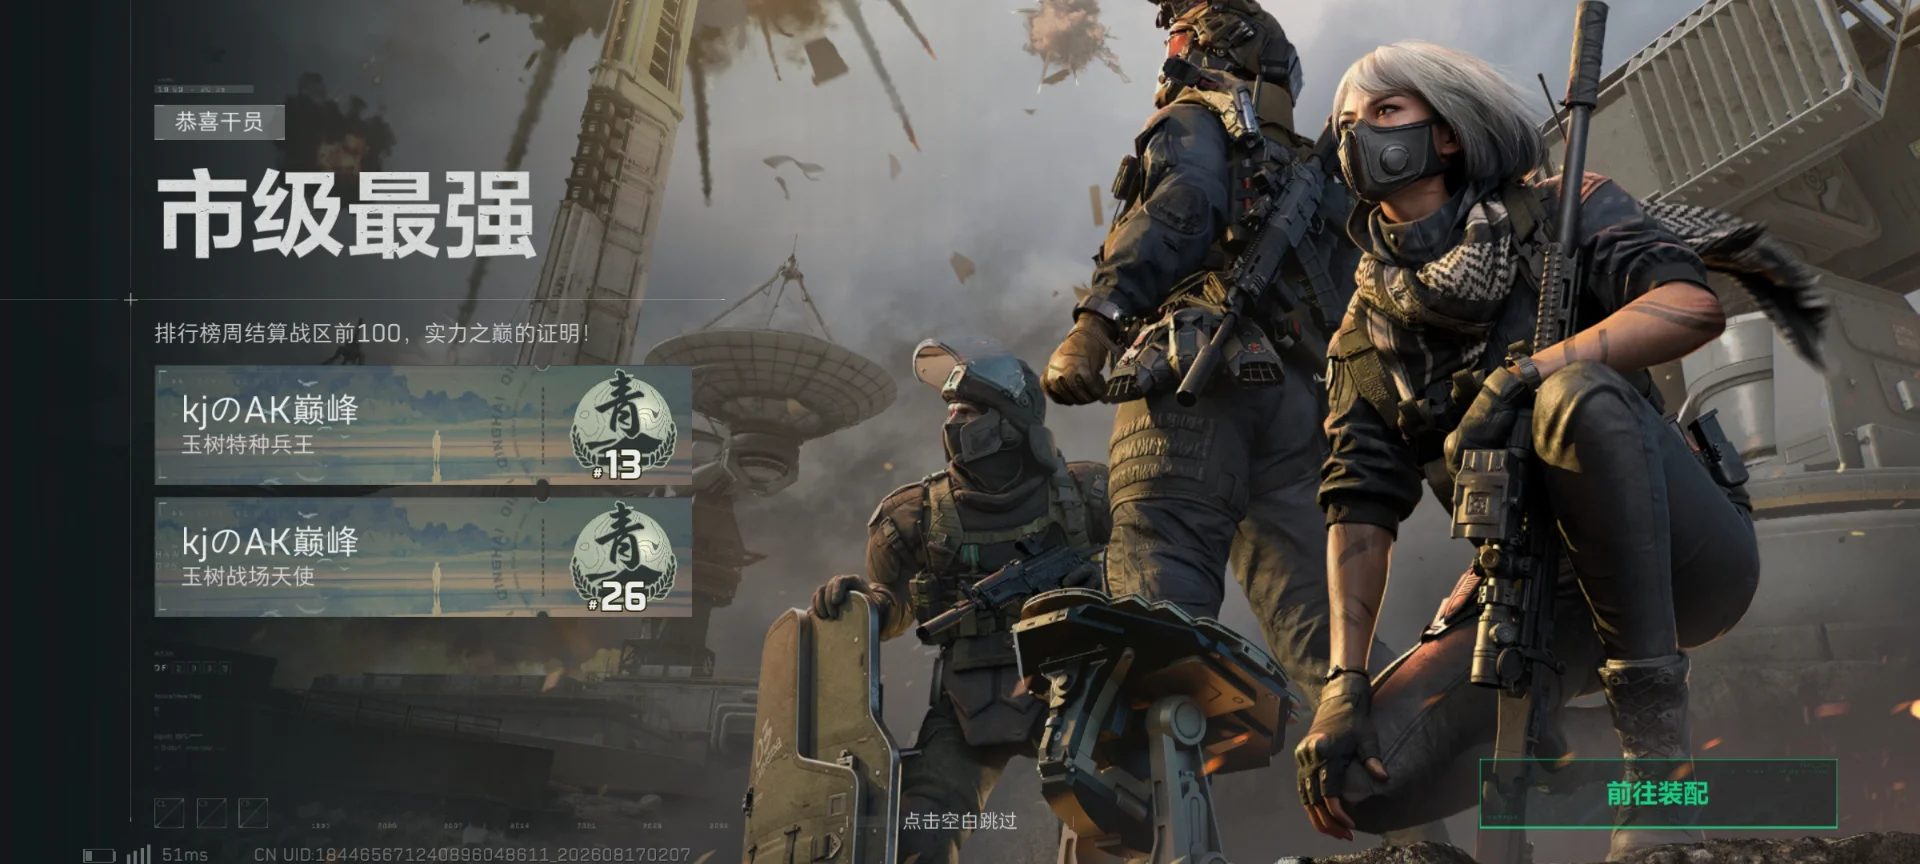 恭喜干员
市级最强
排行榜周结算战区前100，实力之巅的证明！
kjのAK巅峰
玉树特种兵王
青
#13
QINGHAI
kjのAK巅峰
玉树战场天使
青
#26
QINGHAI
点击空白跳过
前往装配
51ms
CN UID:184465671240896048611_202608170207